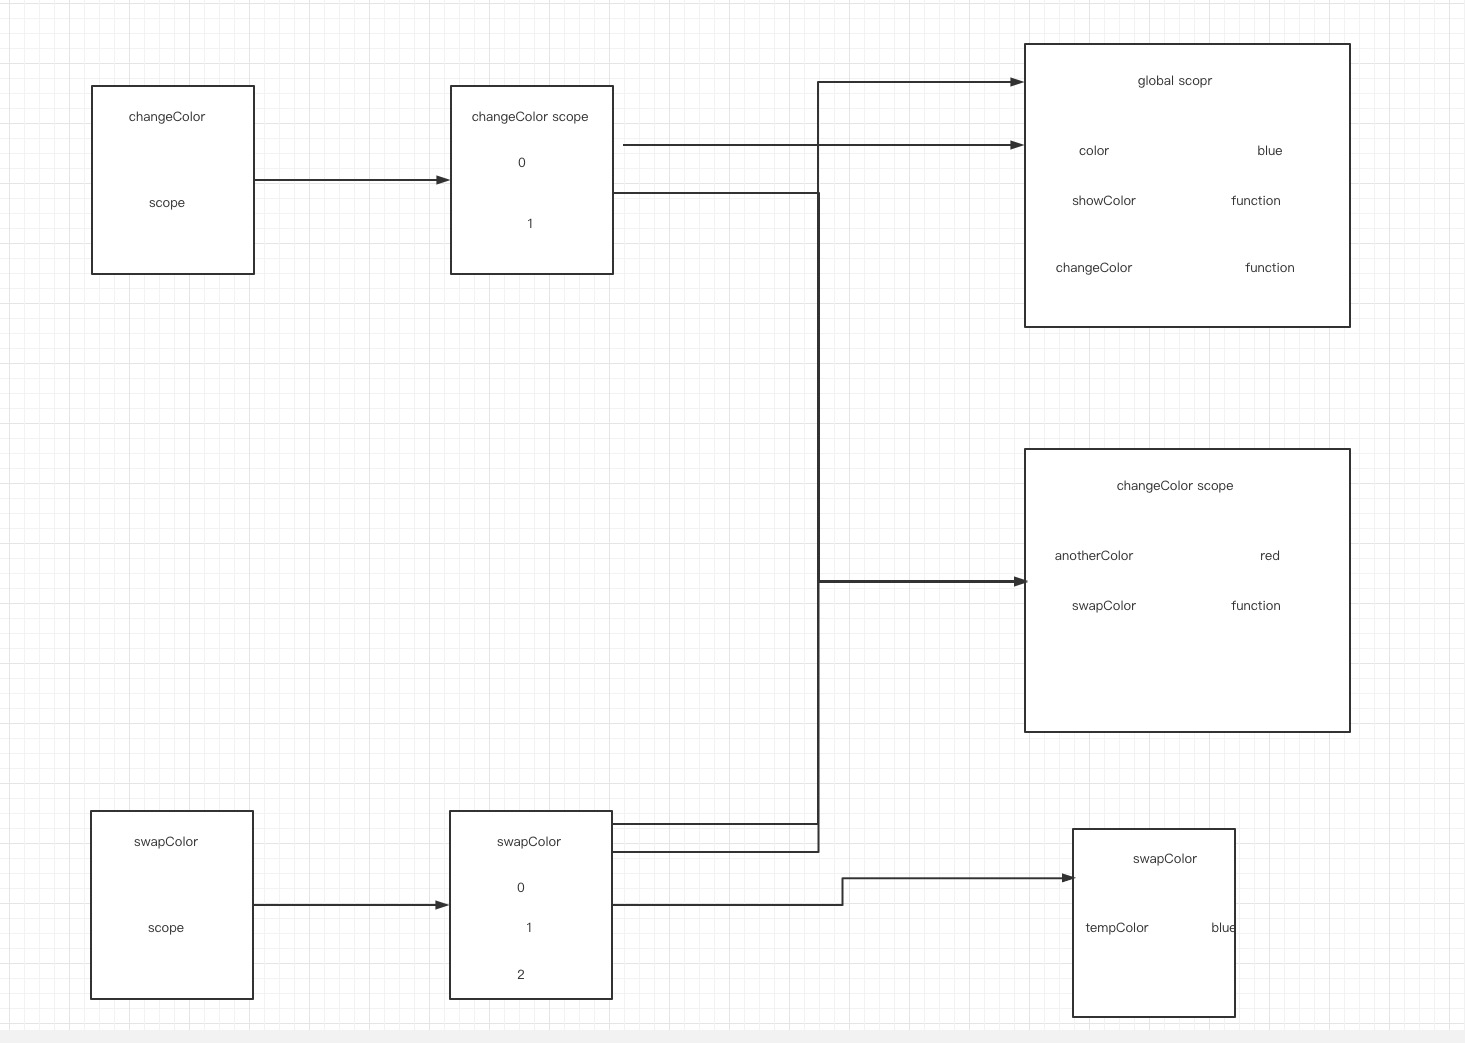 changeColor
scope
changeColor scope
0
1
global scopr
color blue
showColor function
changeColor function
changeColor scope
anotherColor red
swapColor function
swapColor
scope
swapColor
0
1
2
swapColor
tempColor blue